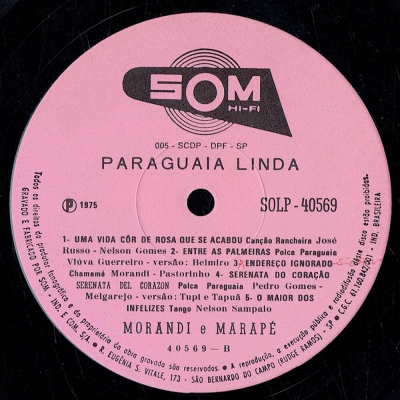 SOM
HI-FI
005 - SCDP - DPF - SP
PARAGUAIA LINDA
P 1975
SOLP - 40569
1- UMA VIDA CÔR DE ROSA QUE SE ACABOU Canção Rancheira José
Russo - Nelson Gomes 2- ENTRE AS PALMEIRAS Polca Paraguaia
Viúva Guerreiro - versão: Belmiro 3- ENDEREÇO IGNORADO
Chamamé Morandi - Pastorinho 4- SERENATA DO CORAÇÃO
SERENATA DEL CORAZON Polca Paraguaia Pedro Gomes -
Melgarejo - versão: Tupi e Tapuã 5- O MAIOR DOS
INFELIZES Tango Nelson Sampaio
MORANDI e MARAPÉ
40569 - B
Todos os direitos do produtor fonográfico e do proprietário da obra gravada são reservados. • A reprodução, a execução pública e radiodifusão deste disco estão proibidas.
GRAVADO E FABRICADO POR SOM - IND. E COM. S/A. • R. EUGÊNIA S. VITALE, 173 - SÃO BERNARDO DO CAMPO (RUDGE RAMOS) - SP • C.G.C. 61.160.842/001 - IND. BRASILEIRA